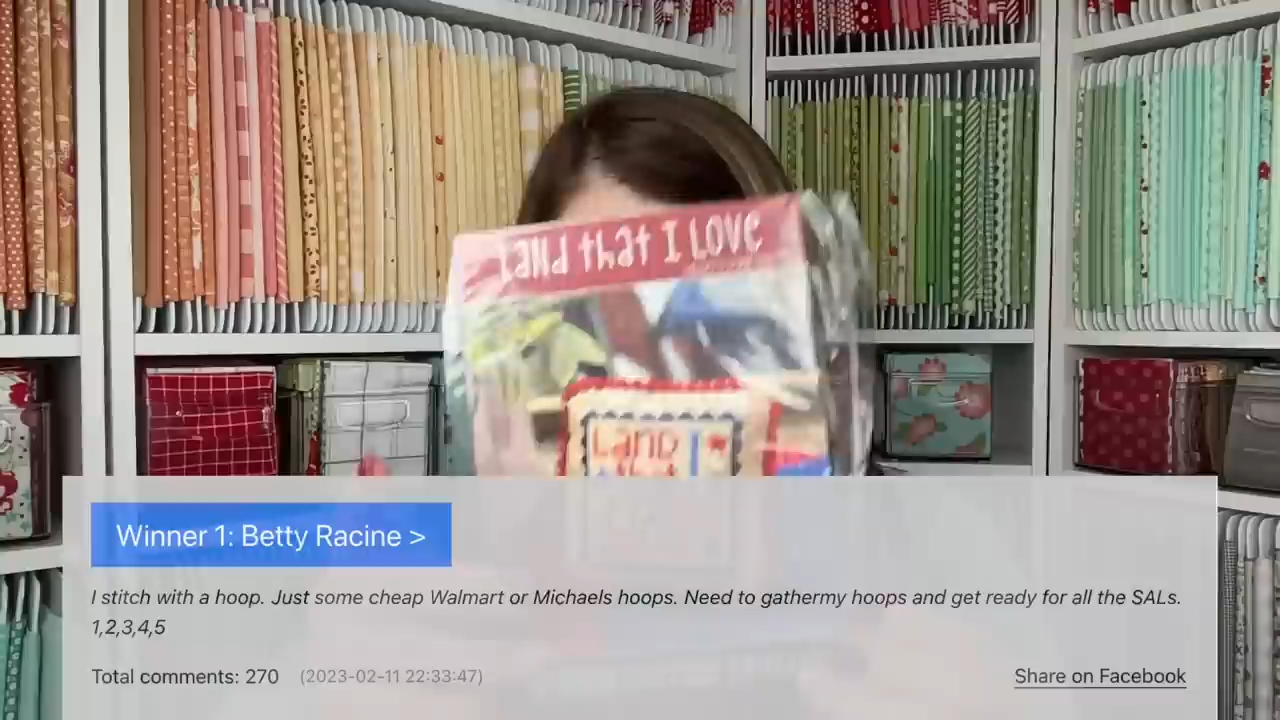 Land that I Love
Land
that
Winner 1: Betty Racine >
I stitch with a hoop. Just some cheap Walmart or Michaels hoops. Need to gathermy hoops and get ready for all the SALs.
1,2,3,4,5
Total comments: 270 (2023-02-11 22:33:47)
Share on Facebook